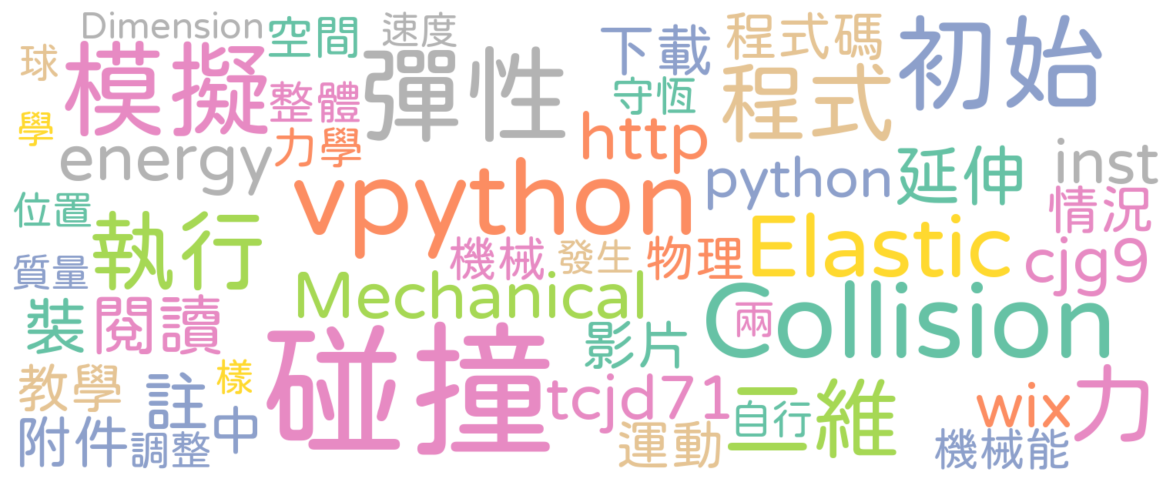 Dimension
空間
速度
下載
程式碼
初始
球
模擬
整體
彈性
守恆
程式
學
力學
http
energy
vpython
python
延伸
inst
位置
執行
機械
發生
物理
Elastic
情況
cjg9
質量
Mechanical
Collision
裝
閱讀
碰撞
影片
兩
教學
註
樣
tcjd71
二維
自行
wix
力
附件
調整
中
運動
機械能